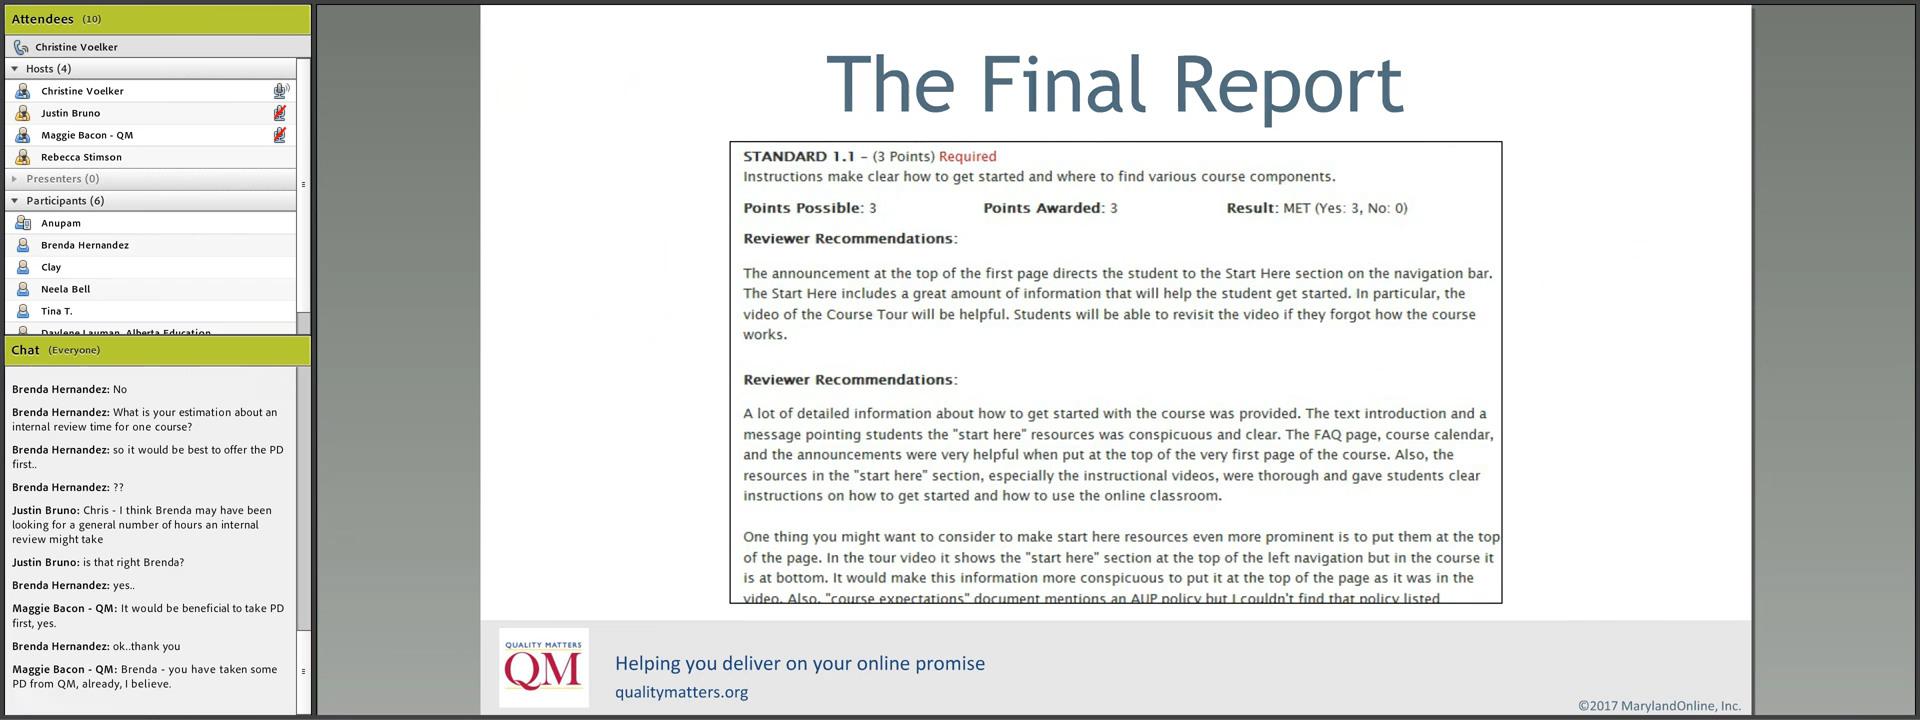 Attendees (10)
Christine Voelker
Hosts (4)
Christine Voelker
Justin Bruno
Maggie Bacon - QM
Rebecca Stimson
Presenters (0)
Participants (6)
Anupam
Brenda Hernandez
Clay
Neela Bell
Tina T.
Daylene Lauman, Alberta Education
Chat (Everyone)
Brenda Hernandez: No
Brenda Hernandez: What is your estimation about an
internal review time for one course?
Brenda Hernandez: so it would be best to offer the PD
first..
Brenda Hernandez: ??
Justin Bruno: Chris - I think Brenda may have been
looking for a general number of hours an internal
review might take
Justin Bruno: is that right Brenda?
Brenda Hernandez: yes..
Maggie Bacon - QM: It would be beneficial to take PD
first, yes.
Brenda Hernandez: ok..thank you
Maggie Bacon - QM: Brenda - you have taken some
PD from QM, already, I believe.
The Final Report
STANDARD 1.1 – (3 Points) Required
Instructions make clear how to get started and where to find various course components.
Points Possible: 3 Points Awarded: 3 Result: MET (Yes: 3, No: 0)
Reviewer Recommendations:
The announcement at the top of the first page directs the student to the Start Here section on the navigation bar.
The Start Here includes a great amount of information that will help the student get started. In particular, the
video of the Course Tour will be helpful. Students will be able to revisit the video if they forgot how the course
works.
Reviewer Recommendations:
A lot of detailed information about how to get started with the course was provided. The text introduction and a
message pointing students the "start here" resources was conspicuous and clear. The FAQ page, course calendar,
and the announcements were very helpful when put at the top of the very first page of the course. Also, the
resources in the "start here" section, especially the instructional videos, were thorough and gave students clear
instructions on how to get started and how to use the online classroom.
One thing you might want to consider to make start here resources even more prominent is to put them at the top
of the page. In the tour video it shows the "start here" section at the top of the left navigation but in the course it
is at bottom. It would make this information more conspicuous to put it at the top of the page as it was in the
video. Also, "course expectations" document mentions an AUP policy but I couldn't find that policy listed
QUALITY MATTERS
QM
Helping you deliver on your online promise
qualitymatters.org
©2017 MarylandOnline, Inc.